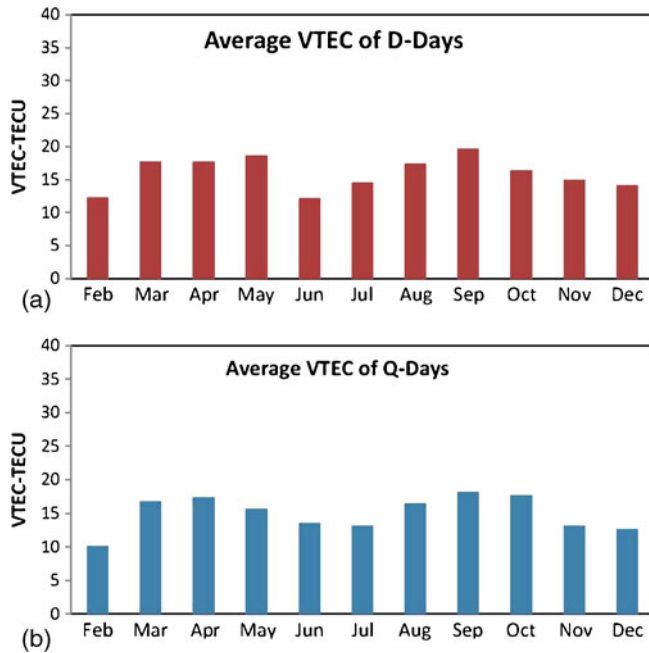 Average VTEC of D-Days
VTEC-TECU
40
35
30
25
20
15
10
5
0
Feb Mar Apr May Jun Jul Aug Sep Oct Nov Dec
(a)
Average VTEC of Q-Days
VTEC-TECU
40
35
30
25
20
15
10
5
0
Feb Mar Apr May Jun Jul Aug Sep Oct Nov Dec
(b)